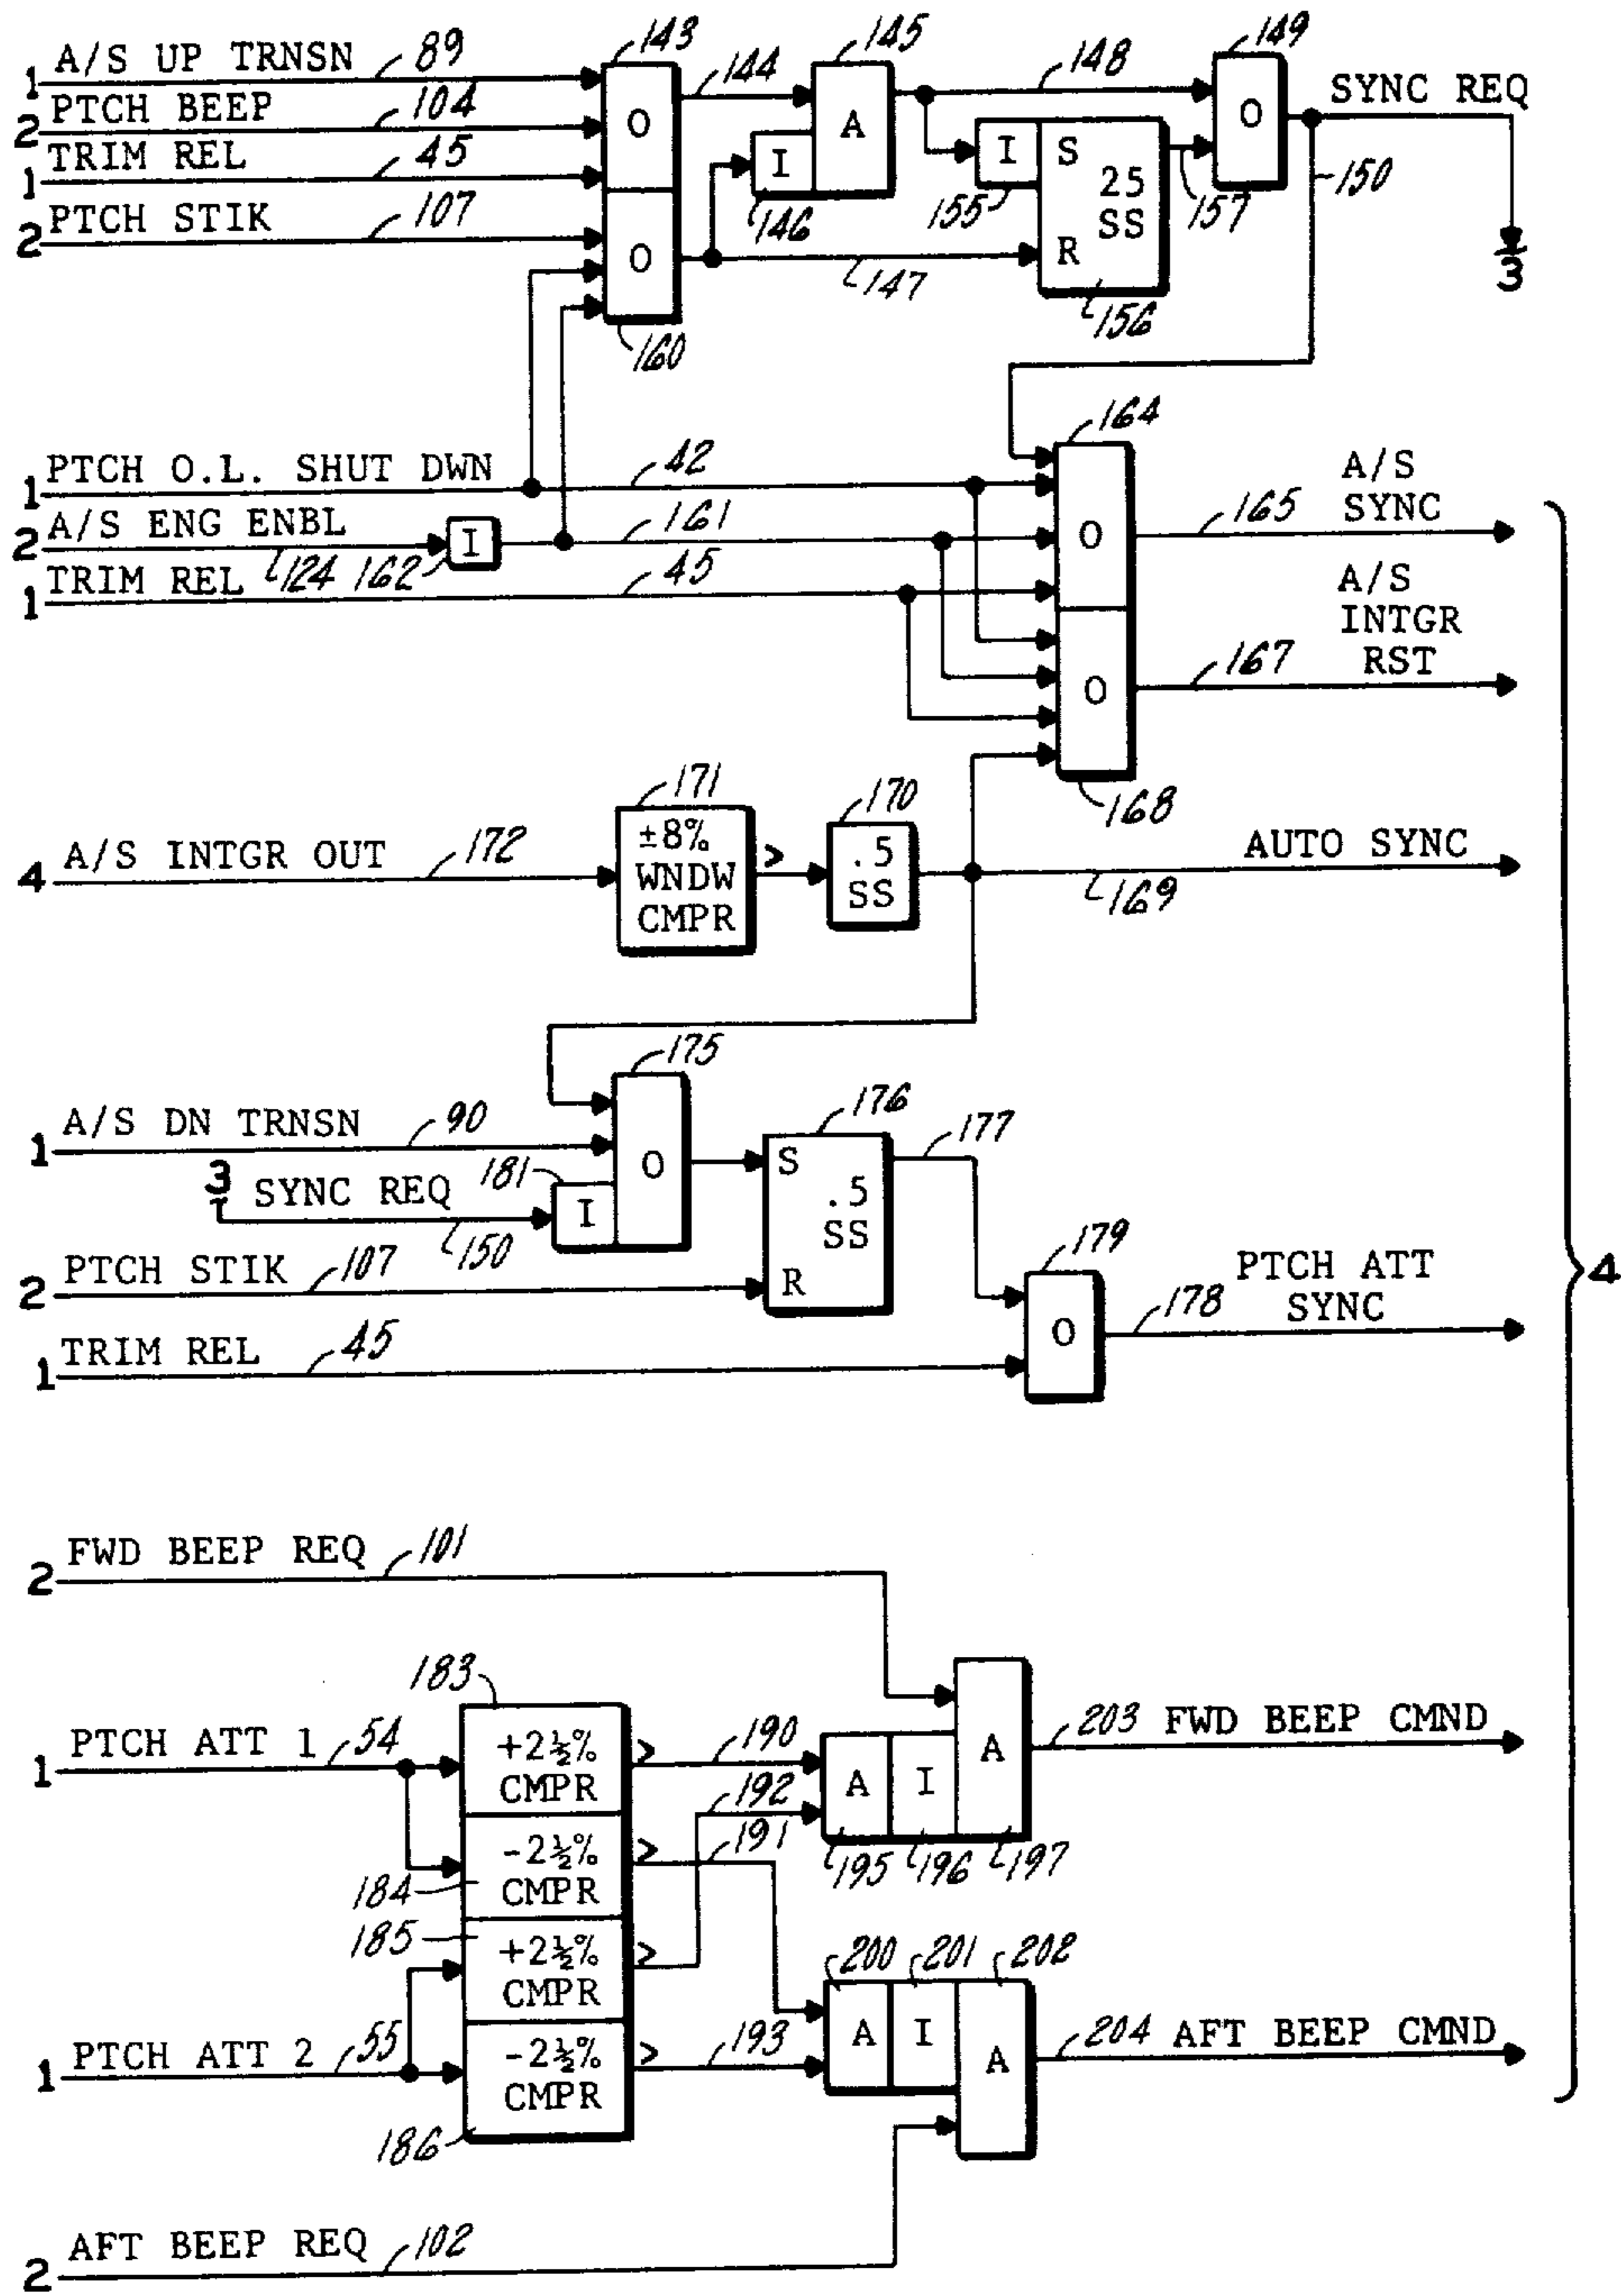 1 A/S UP TRNSN 89
2 PTCH BEEP 104
1 TRIM REL 45
2 PTCH STIK 107
143
O
O
160
144
145
A
I
146
147
148
I
155
S
25
SS
R
156
157
149
O
150
SYNC REQ
3
1 PTCH O.L. SHUT DWN 42
2 A/S ENG ENBL 124
162
I
161
1 TRIM REL 45
164
O
O
168
165
A/S
SYNC
167
A/S
INTGR
RST
4 A/S INTGR OUT 172
171
±8%
WNDW
CMPR
>
170
.5
SS
169
AUTO SYNC
1 A/S DN TRNSN 90
3
SYNC REQ
150
175
O
181
I
2 PTCH STIK 107
176
S
.5
SS
R
177
1 TRIM REL 45
179
O
178
PTCH ATT
SYNC
4
2 FWD BEEP REQ 101
1 PTCH ATT 1 54
183
+2½%
CMPR
>
190
184
-2½%
CMPR
>
191
192
185
+2½%
CMPR
>
1 PTCH ATT 2 55
186
-2½%
CMPR
>
193
A
195
I
196
A
197
203 FWD BEEP CMND
200
A
201
I
202
A
204 AFT BEEP CMND
2 AFT BEEP REQ 102